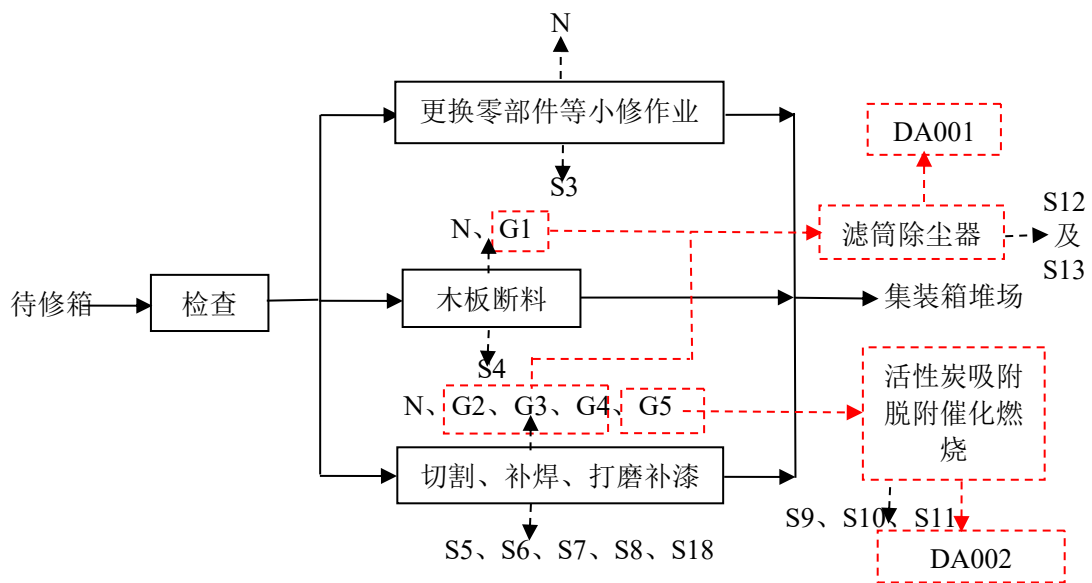 N
更换零部件等小修作业
DA001
S3
N、G1
滤筒除尘器
S12
及
S13
待修箱
检查
木板断料
集装箱堆场
S4
N、G2、G3、G4、G5
活性炭吸附
脱附催化燃
烧
切割、补焊、打磨补漆
S9、S10、S11
S5、S6、S7、S8、S18
DA002